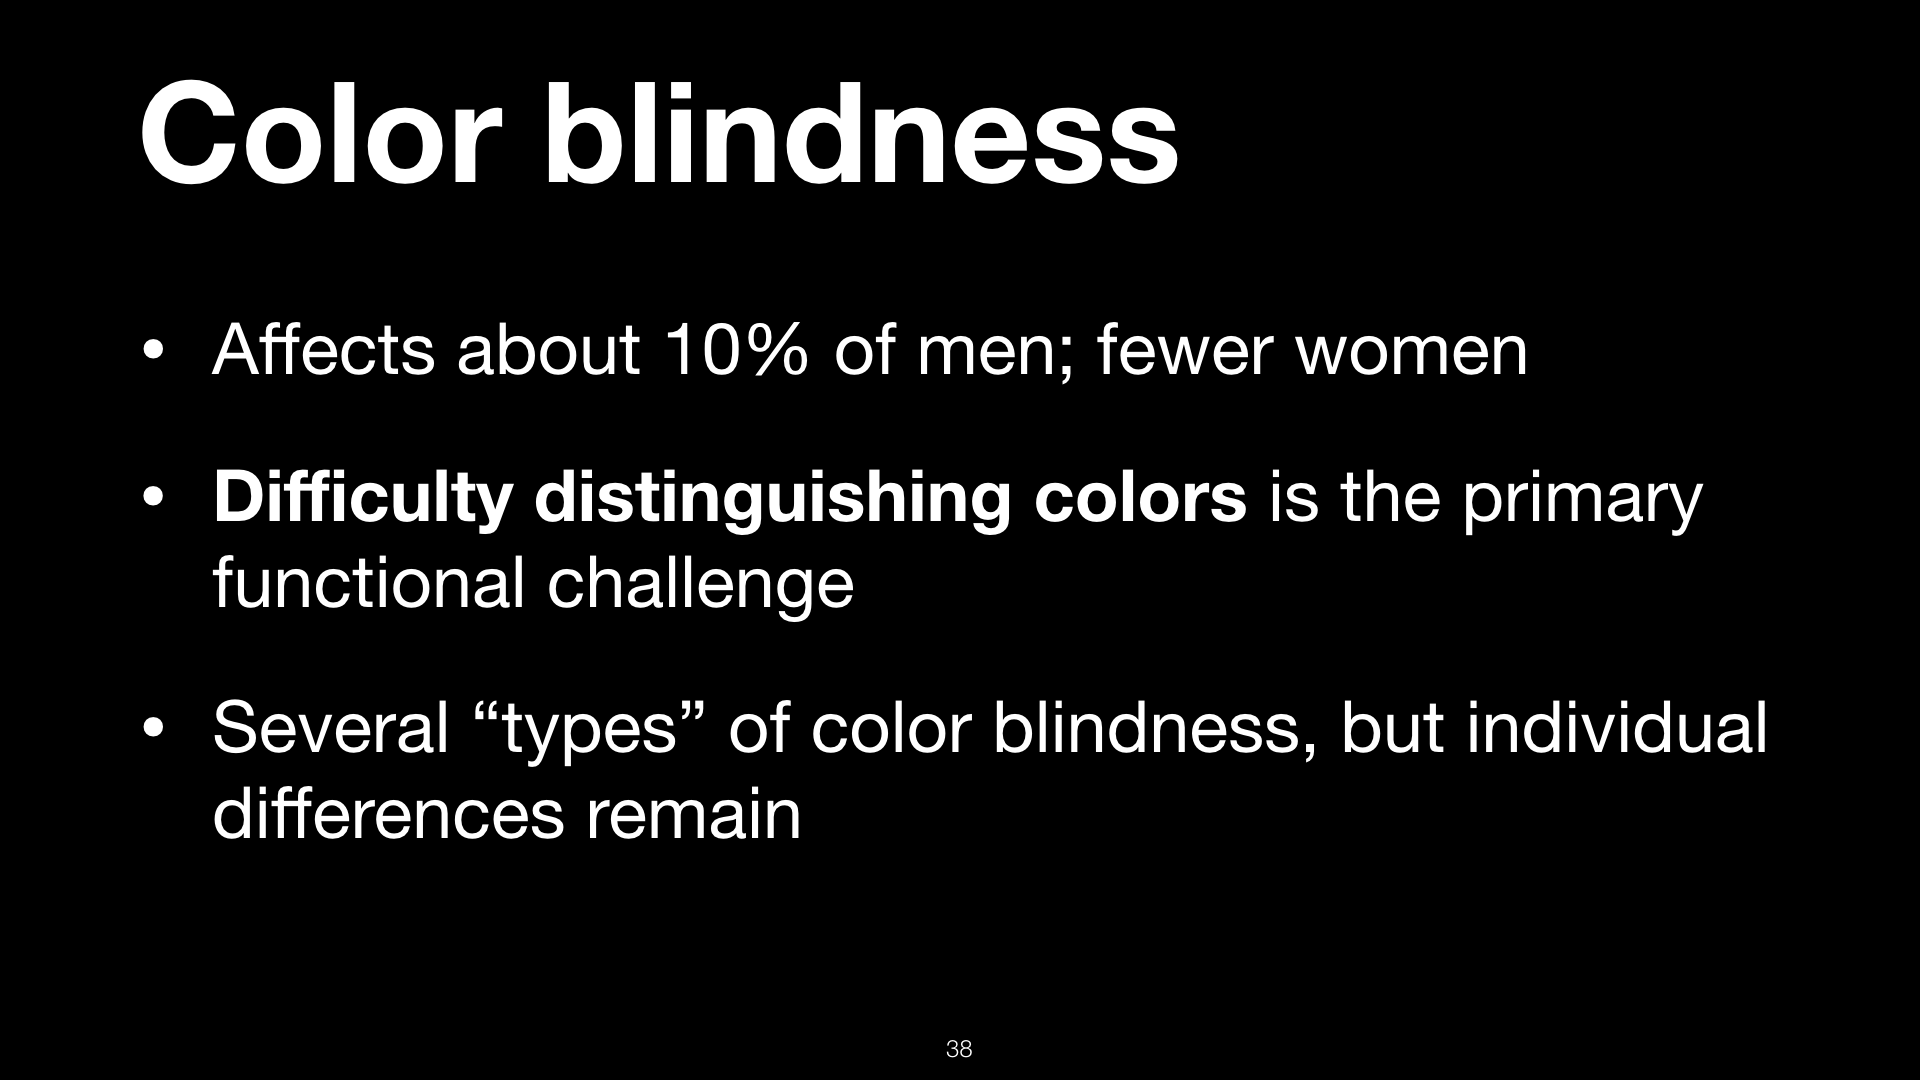 Color blindness
• Affects about 10% of men; fewer women
• Difficulty distinguishing colors is the primary
functional challenge
• Several “types” of color blindness, but individual
differences remain
38